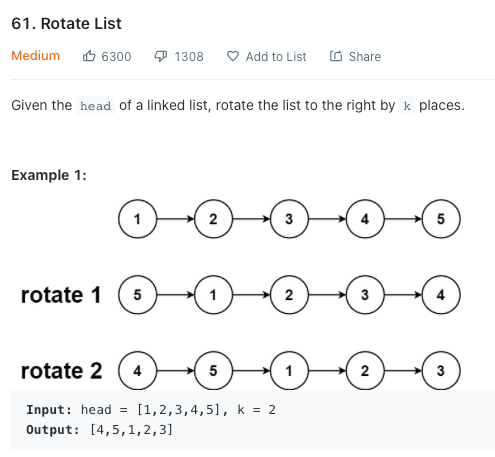 61. Rotate List
Medium 6300 1308 Add to List Share
Given the head of a linked list, rotate the list to the right by k places.
Example 1:
1 2 3 4 5
rotate 1 5 1 2 3 4
rotate 2 4 5 1 2 3
Input: head = [1,2,3,4,5], k = 2
Output: [4,5,1,2,3]